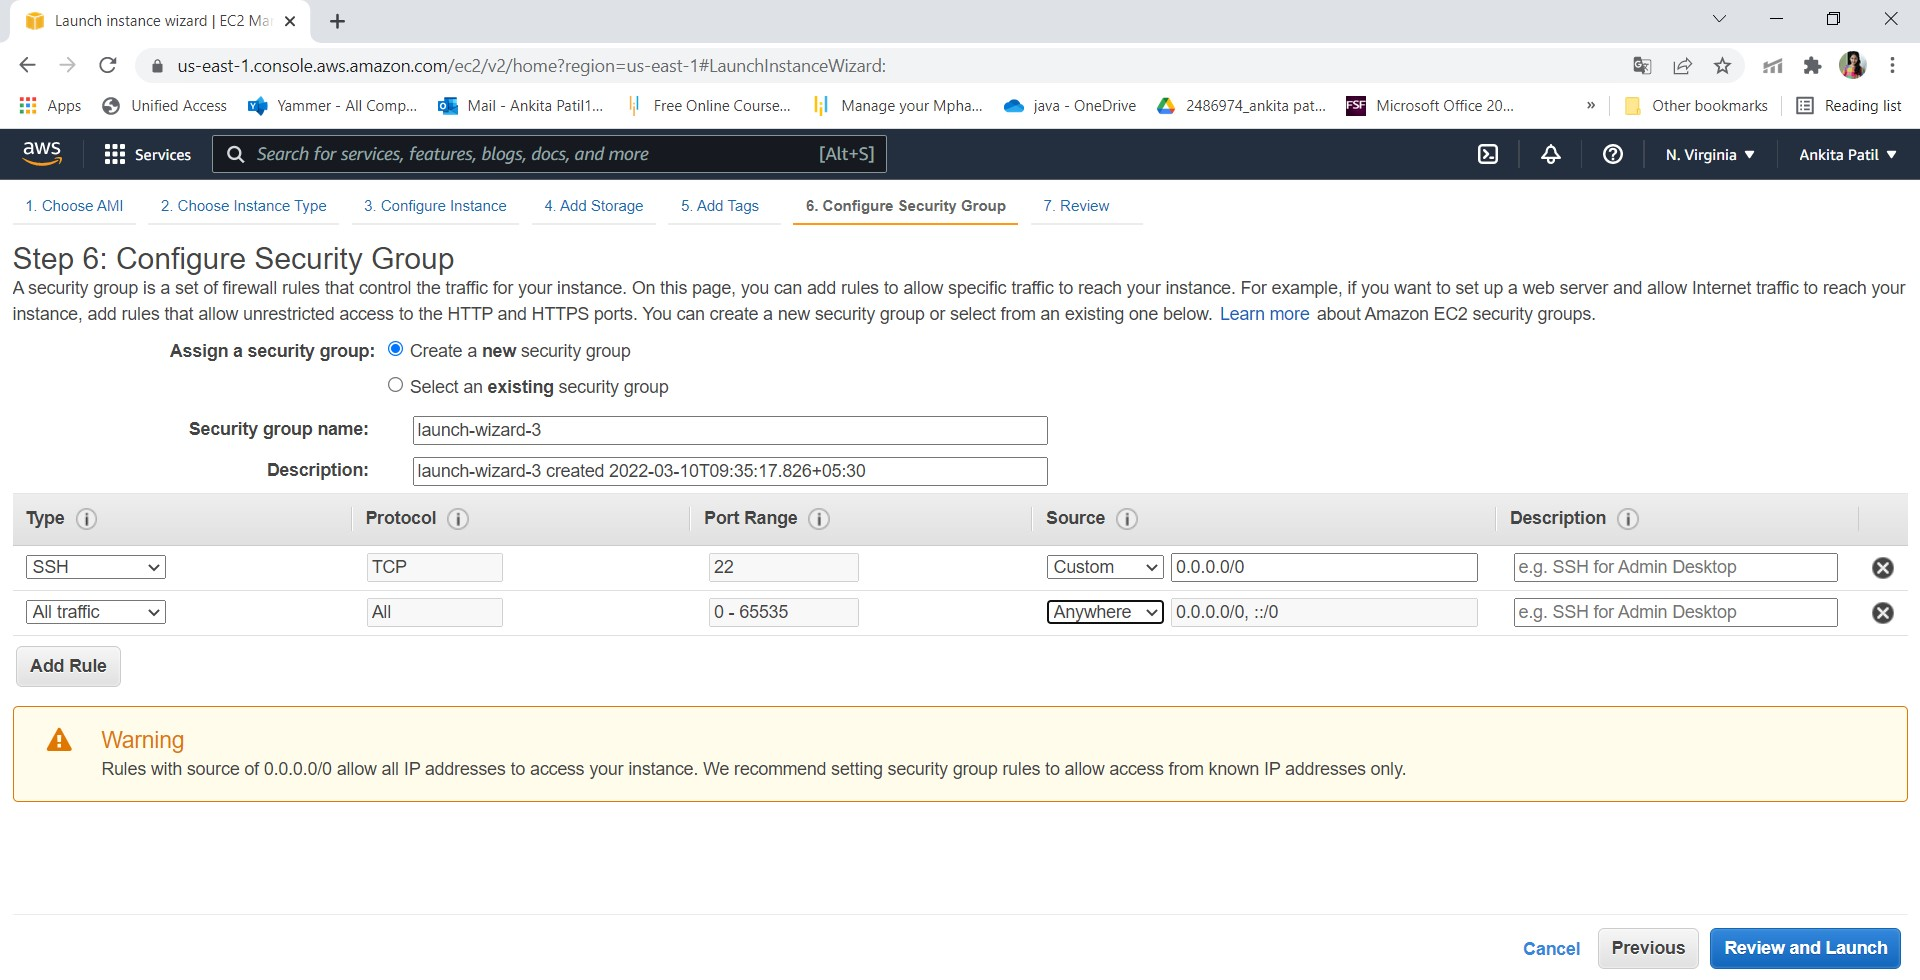 Launch instance wizard | EC2 Ma
us-east-1.console.aws.amazon.com/ec2/v2/home?region=us-east-1#LaunchInstanceWizard:
Apps Unified Access Yammer - All Comp... Mail - Ankita Patil1... Free Online Course... Manage your Mpha... java - OneDrive 2486974_ankita pat... FSF Microsoft Office 20... » Other bookmarks Reading list
aws Services Search for services, features, blogs, docs, and more [Alt+S] N. Virginia Ankita Patil
1. Choose AMI 2. Choose Instance Type 3. Configure Instance 4. Add Storage 5. Add Tags 6. Configure Security Group 7. Review
Step 6: Configure Security Group
A security group is a set of firewall rules that control the traffic for your instance. On this page, you can add rules to allow specific traffic to reach your instance. For example, if you want to set up a web server and allow Internet traffic to reach your
instance, add rules that allow unrestricted access to the HTTP and HTTPS ports. You can create a new security group or select from an existing one below. Learn more about Amazon EC2 security groups.
Assign a security group: Create a new security group
Select an existing security group
Security group name: launch-wizard-3
Description: launch-wizard-3 created 2022-03-10T09:35:17.826+05:30
Type i Protocol i Port Range i Source i Description i
SSH TCP 22 Custom 0.0.0.0/0 e.g. SSH for Admin Desktop
All traffic All 0 - 65535 Anywhere 0.0.0.0/0, ::/0 e.g. SSH for Admin Desktop
Add Rule
Warning
Rules with source of 0.0.0.0/0 allow all IP addresses to access your instance. We recommend setting security group rules to allow access from known IP addresses only.
Cancel Previous Review and Launch